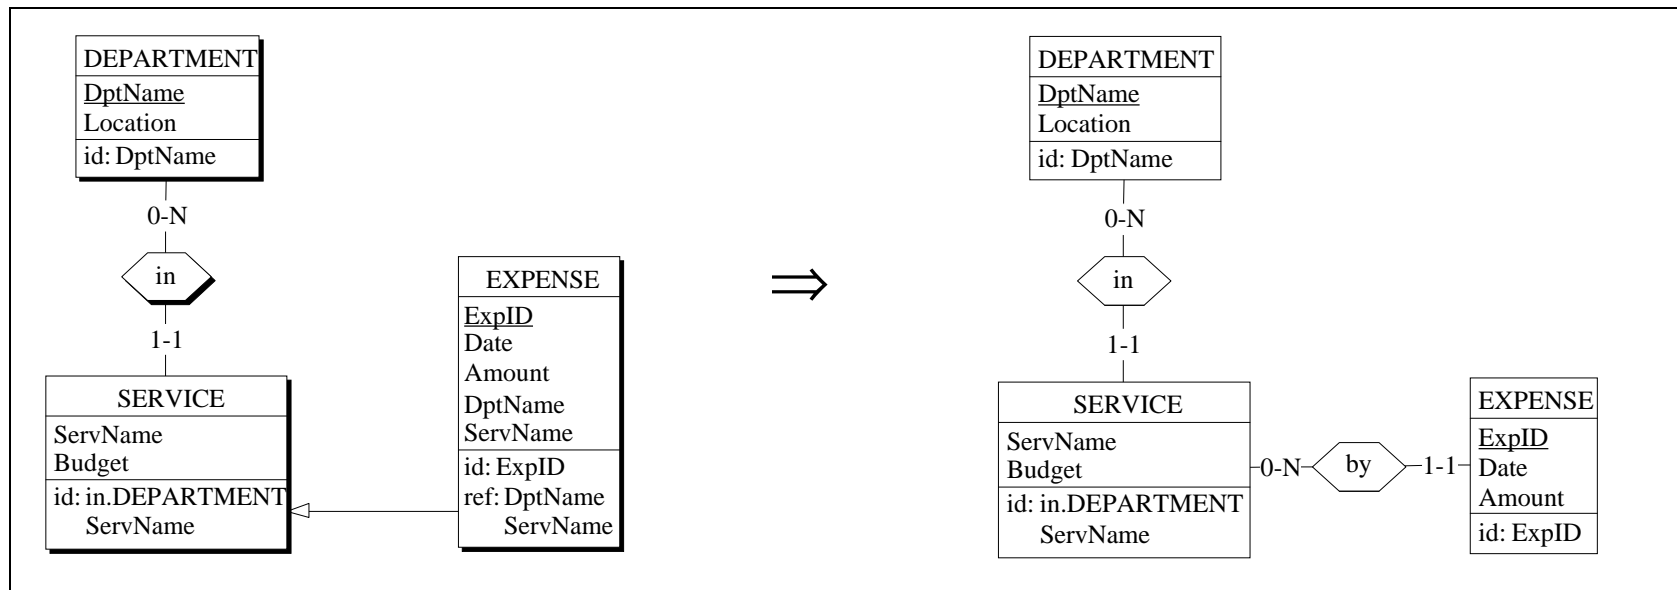 DEPARTMENT
DptName
Location
id: DptName
0-N
in
1-1
SERVICE
ServName
Budget
id: in.DEPARTMENT
ServName
EXPENSE
ExpID
Date
Amount
DptName
ServName
id: ExpID
ref: DptName
ServName
⇒
DEPARTMENT
DptName
Location
id: DptName
0-N
in
1-1
SERVICE
ServName
Budget
id: in.DEPARTMENT
ServName
0-N
by
1-1
EXPENSE
ExpID
Date
Amount
id: ExpID